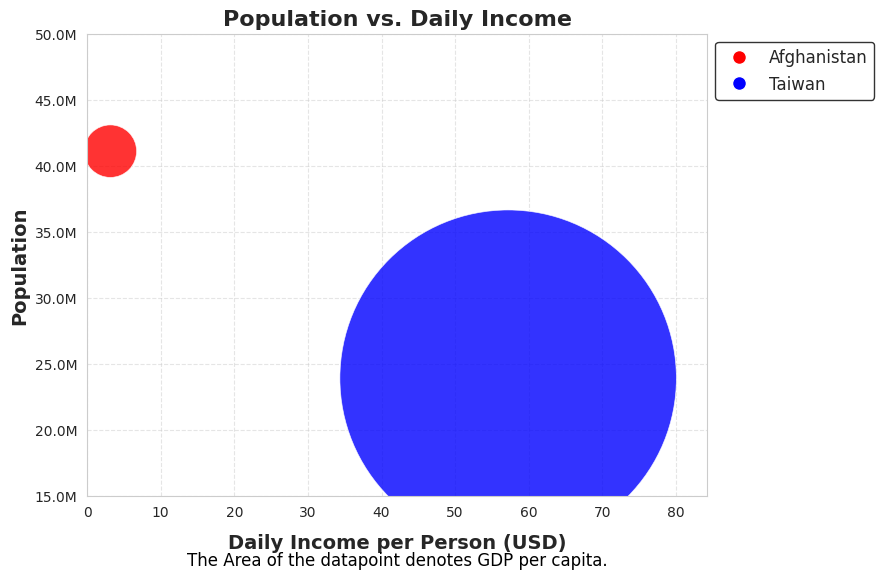 Population vs. Daily Income
50.0M
45.0M
40.0M
35.0M
30.0M
25.0M
20.0M
15.0M
Population
0 10 20 30 40 50 60 70 80
Daily Income per Person (USD)
The Area of the datapoint denotes GDP per capita.
Afghanistan
Taiwan